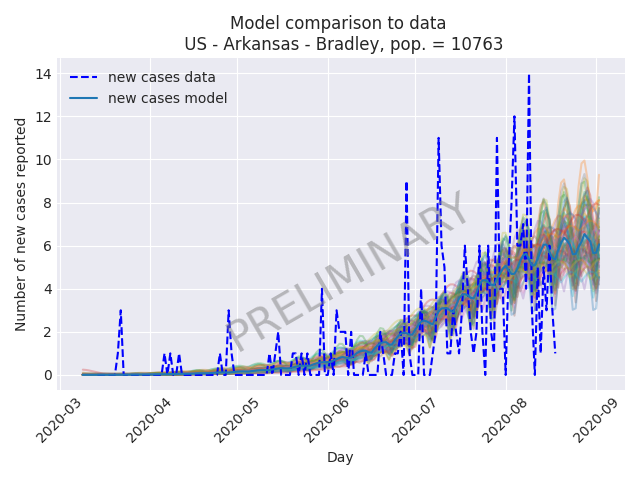 Model comparison to data
US - Arkansas - Bradley, pop. = 10763
new cases data
new cases model
Number of new cases reported
14
12
10
8
6
4
2
0
PRELIMINARY
2020-03
2020-04
2020-05
2020-06
2020-07
2020-08
2020-09
Day